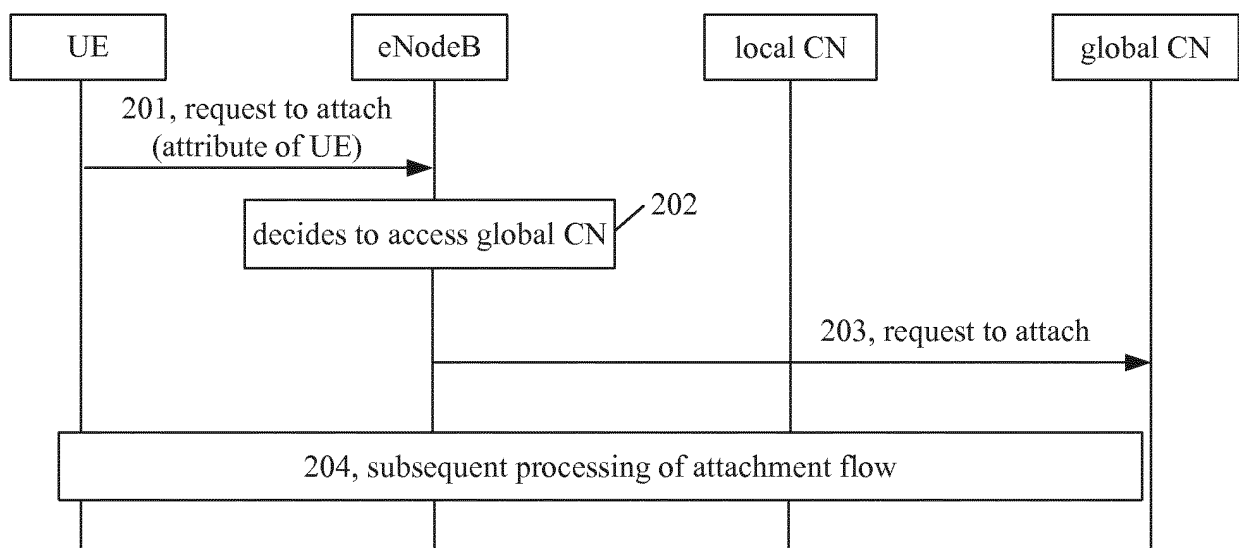 UE
eNodeB
local CN
global CN
201, request to attach
(attribute of UE)
202
decides to access global CN
203, request to attach
204, subsequent processing of attachment flow